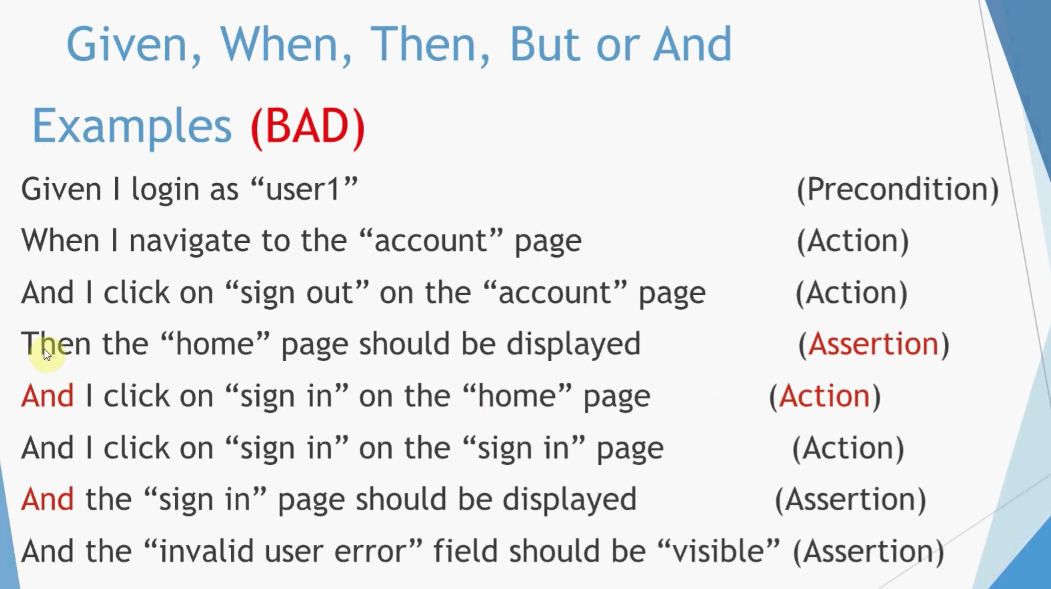 Given, When, Then, But or And
Examples (BAD)
Given I login as “user1” (Precondition)
When I navigate to the “account” page (Action)
And I click on “sign out” on the “account” page (Action)
Then the “home” page should be displayed (Assertion)
And I click on “sign in” on the “home” page (Action)
And I click on “sign in” on the “sign in” page (Action)
And the “sign in” page should be displayed (Assertion)
And the “invalid user error” field should be “visible” (Assertion)